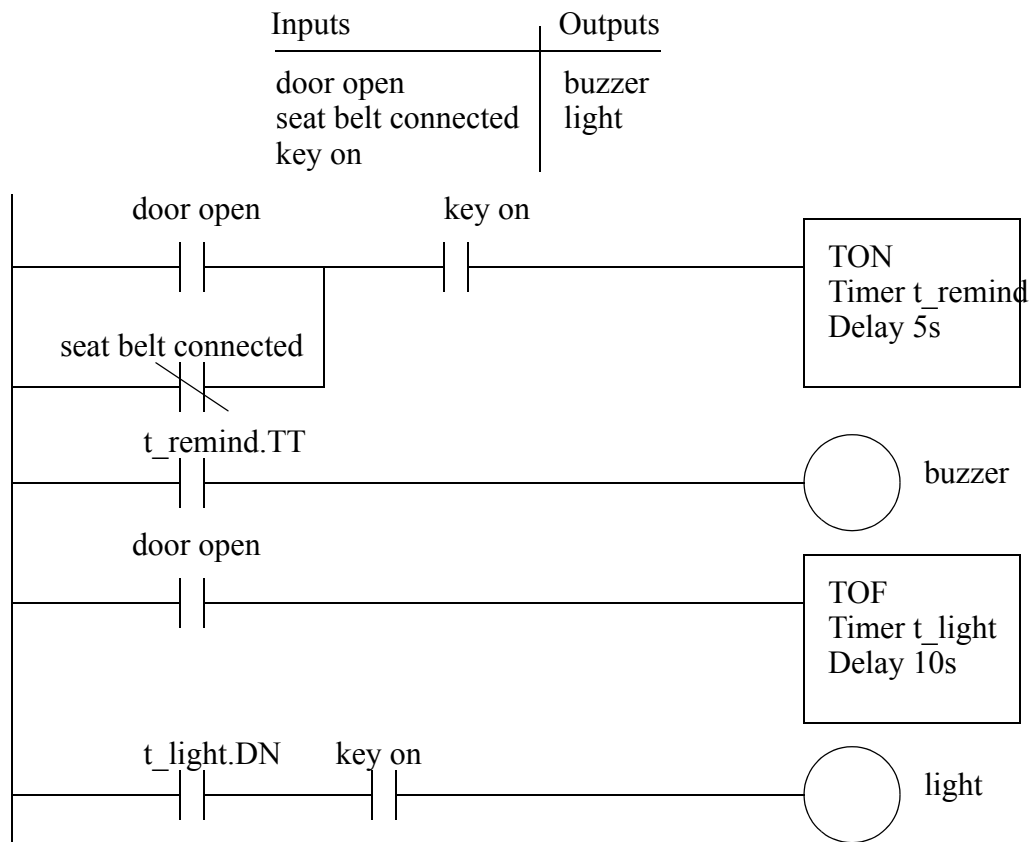 Inputs Outputs
door open buzzer
seat belt connected light
key on
door open key on
TON
Timer t_remind
Delay 5s
seat belt connected
t_remind.TT
buzzer
door open
TOF
Timer t_light
Delay 10s
t_light.DN key on
light